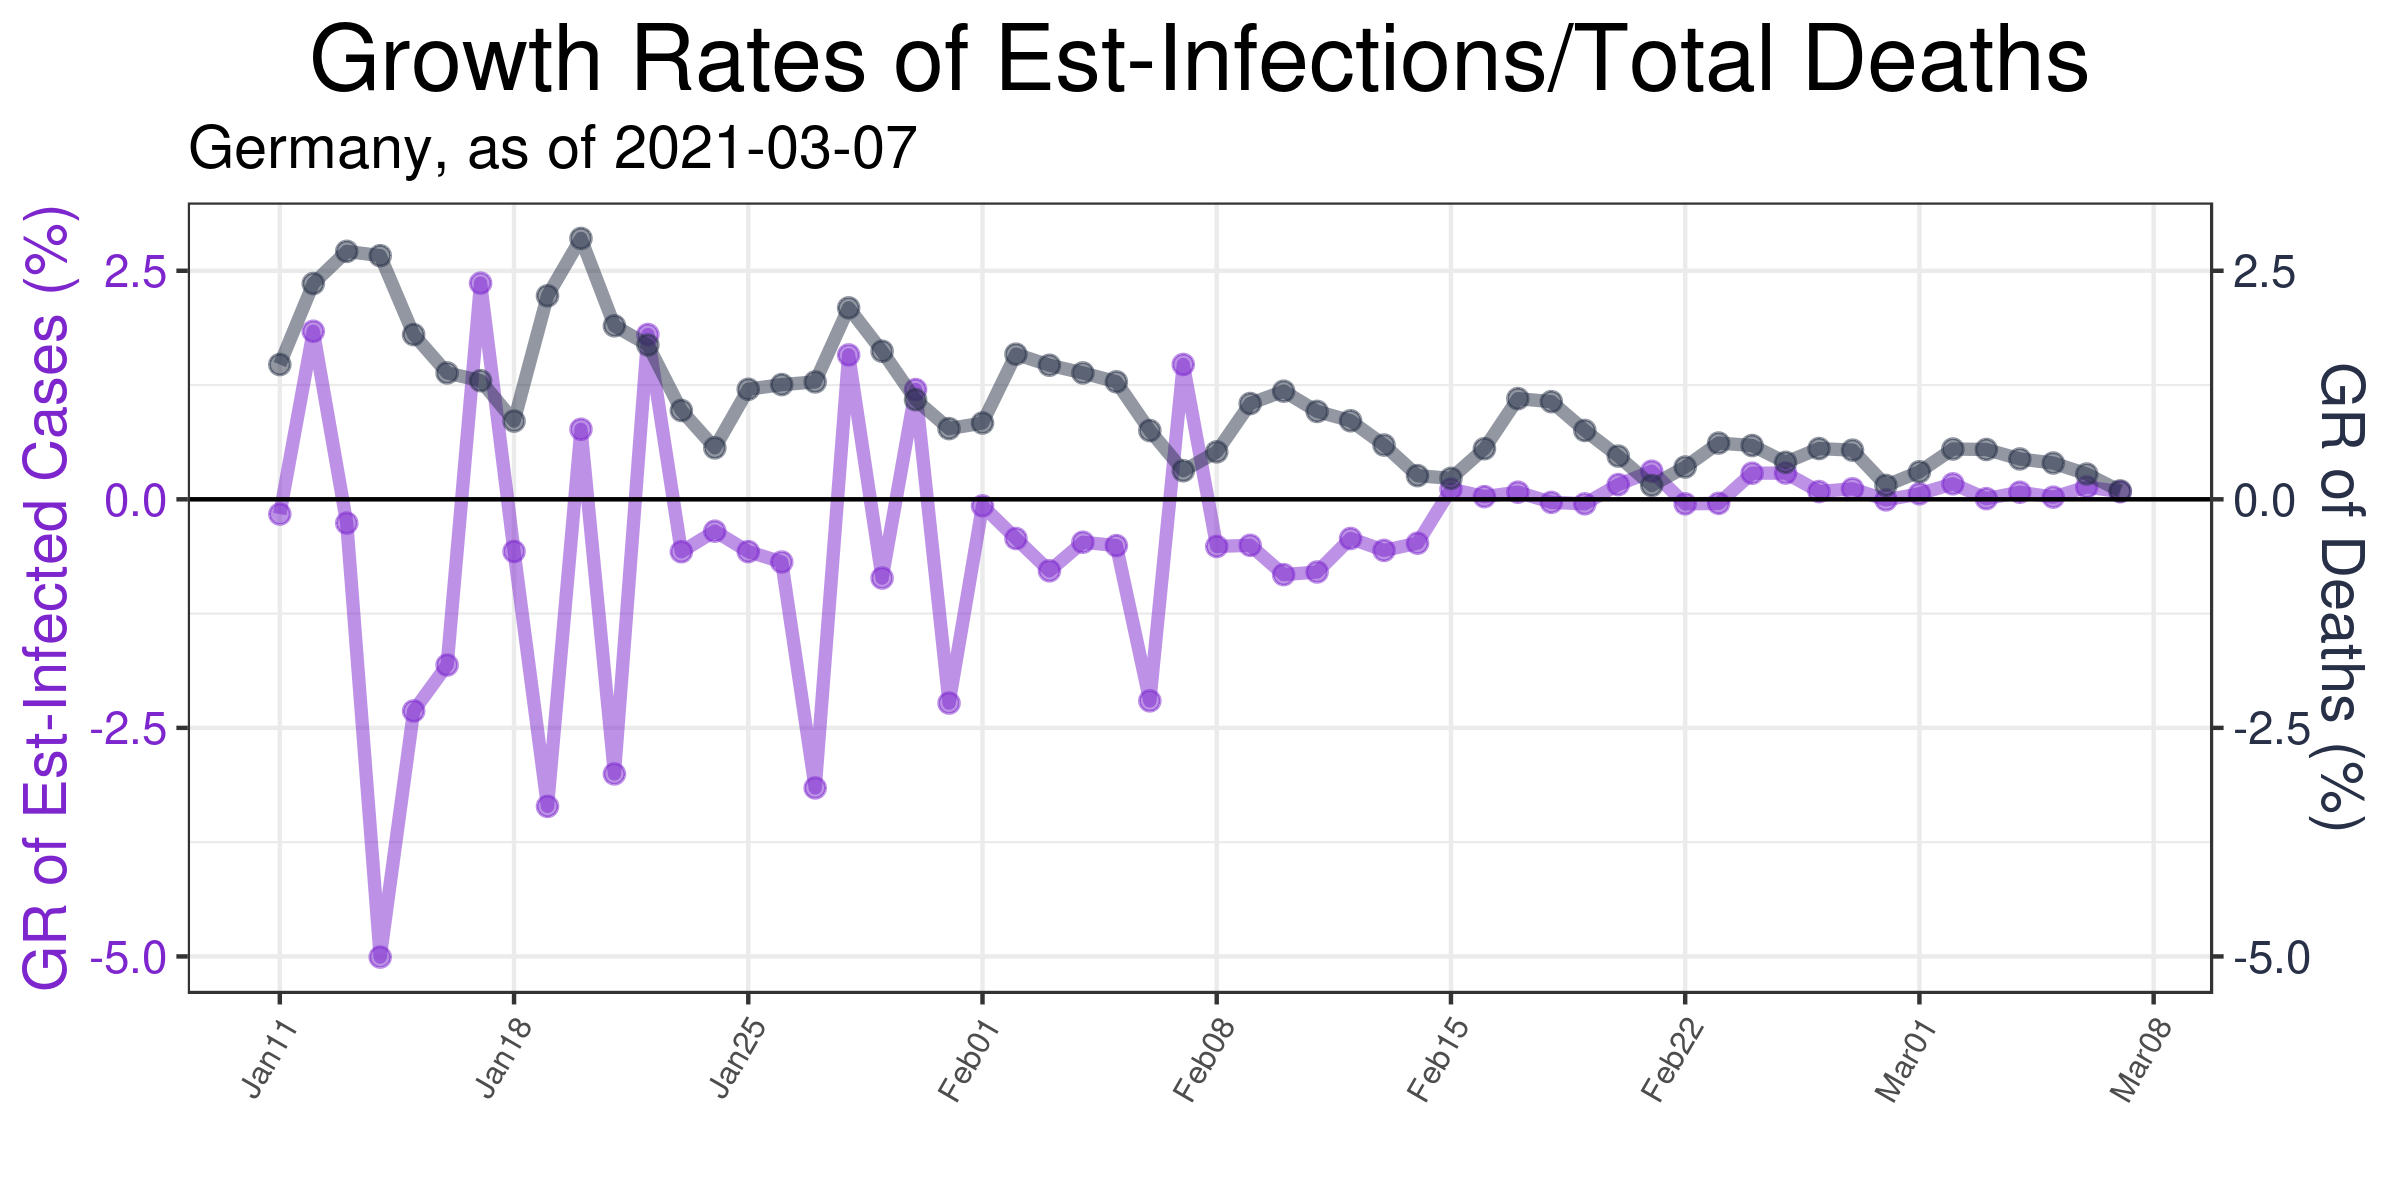 Growth Rates of Est-Infections/Total Deaths
Germany, as of 2021-03-07
GR of Est-Infected Cases (%)
2.5
0.0
-2.5
-5.0
2.5
0.0
-2.5
-5.0
GR of Deaths (%)
Jan11
Jan18
Jan25
Feb01
Feb08
Feb15
Feb22
Mar01
Mar08